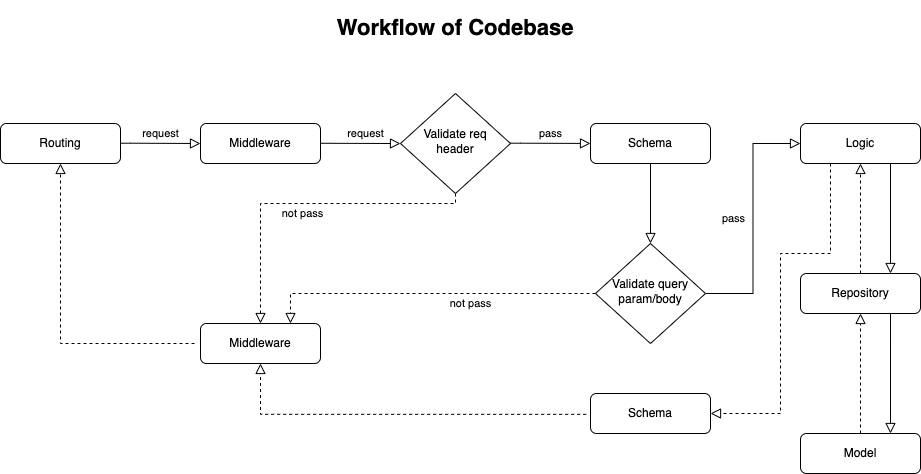 Workflow of Codebase
Routing
request
Middleware
request
Validate req
header
pass
Schema
Logic
not pass
pass
Validate query
param/body
Repository
not pass
Middleware
Schema
Model